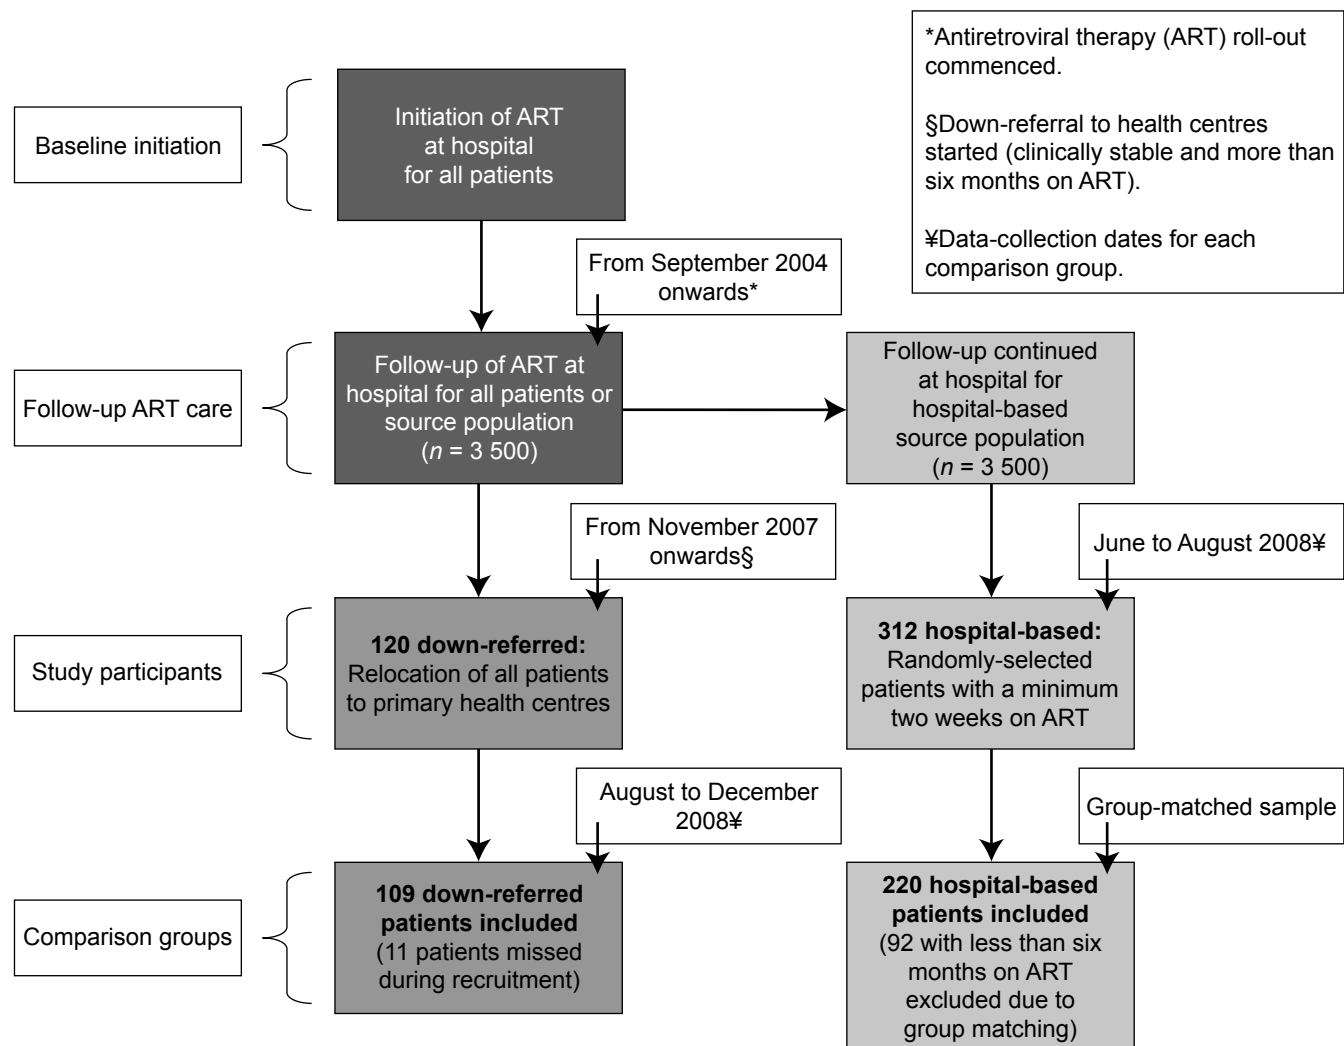 *Antiretroviral therapy (ART) roll-out
commenced.
§Down-referral to health centres
started (clinically stable and more than
six months on ART).
¥Data-collection dates for each
comparison group.
Baseline initiation
Initiation of ART
at hospital
for all patients
From September 2004
onwards*
Follow-up ART care
Follow-up of ART at
hospital for all patients or
source population
(n = 3 500)
Follow-up continued
at hospital for
hospital-based
source population
(n = 3 500)
From November 2007
onwards§
June to August 2008¥
Study participants
120 down-referred:
Relocation of all patients
to primary health centres
312 hospital-based:
Randomly-selected
patients with a minimum
two weeks on ART
August to December
2008¥
Group-matched sample
Comparison groups
109 down-referred
patients included
(11 patients missed
during recruitment)
220 hospital-based
patients included
(92 with less than six
months on ART
excluded due to
group matching)